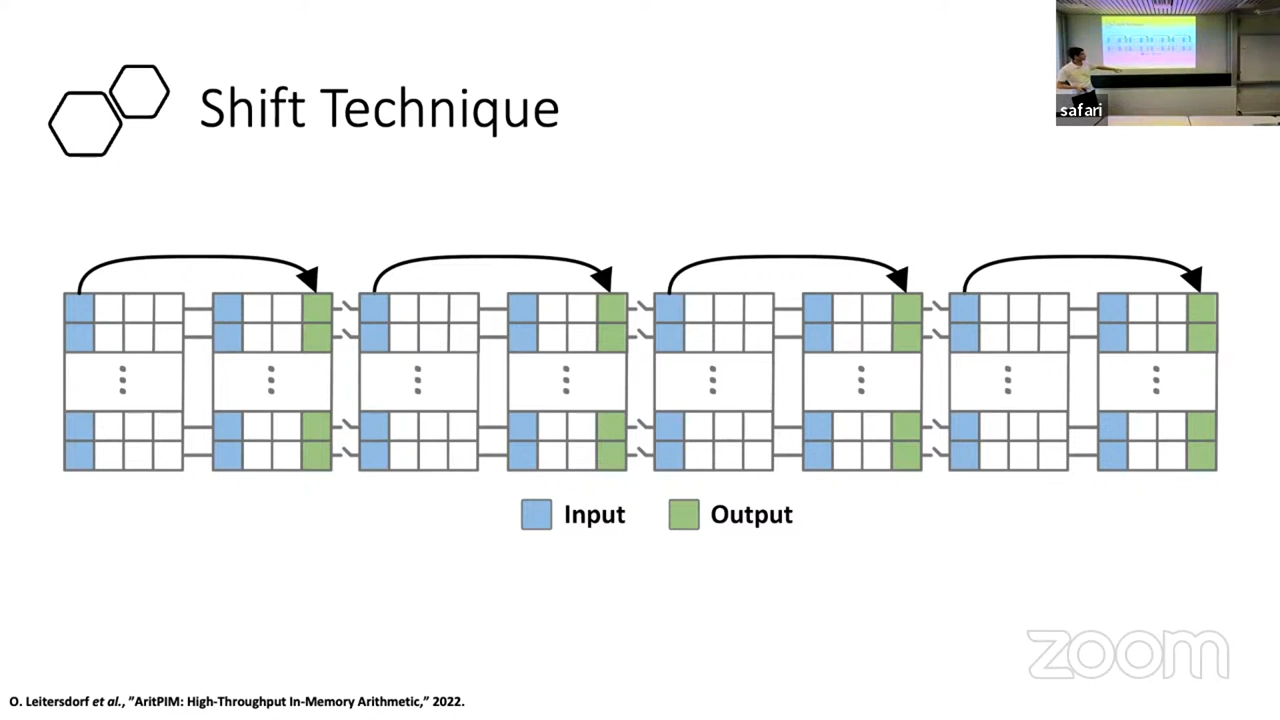 Shift Technique
safari
Input
Output
zoom
O. Leitersdorf et al., ”AritPIM: High-Throughput In-Memory Arithmetic,” 2022.